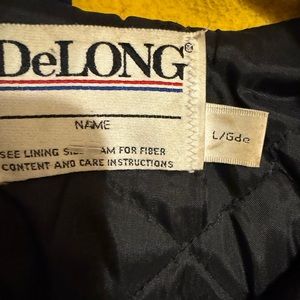 DeLONG®
NAME
SEE LINING SIDE SEAM FOR FIBER
CONTENT AND CARE INSTRUCTIONS
L/Gde